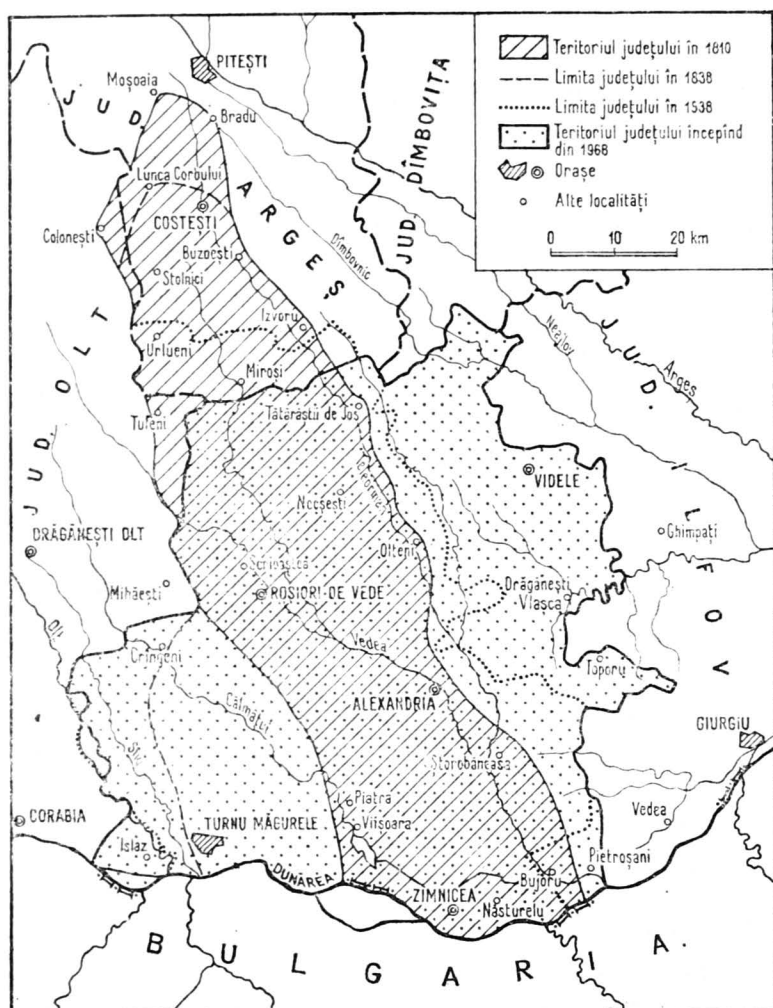 Teritoriul județului în 1810
Limita județului în 1838
Limita județului în 1538
Teritoriul județului începînd
din 1968
Orașe
Alte localități
0 10 20 km
PITEȘTI
Moșoaia
JUD. ARGEȘ
Bradu
JUD. DÎMBOVIȚA
Lunca Corbului
COSTEȘTI
Colonești
Buzoești
Dîmbovnic
Stolnici
Izvoru
Neajlov
JUD. ILFOV
Argeș
Urlueni
Miroși
JUD. OLT
Tufeni
Tătărăștii de Jos
Teleorman
VIDELE
Necșești
Ghimpați
DRĂGĂNEȘTI OLT
Olteni
Scrioaștea
Mihăești
ROȘIORI DE VEDE
Drăgănești
Vlașca
Olt
Vedea
Crîngeni
Toporu
Călmățui
ALEXANDRIA
GIURGIU
Siu
Storobăneasa
Piatra
CORABIA
TURNU MĂGURELE
Viișoara
Vedea
Islaz
Pietroșani
DUNĂREA
Bujoru
ZIMNICEA
Năsturelu
BULGARIA